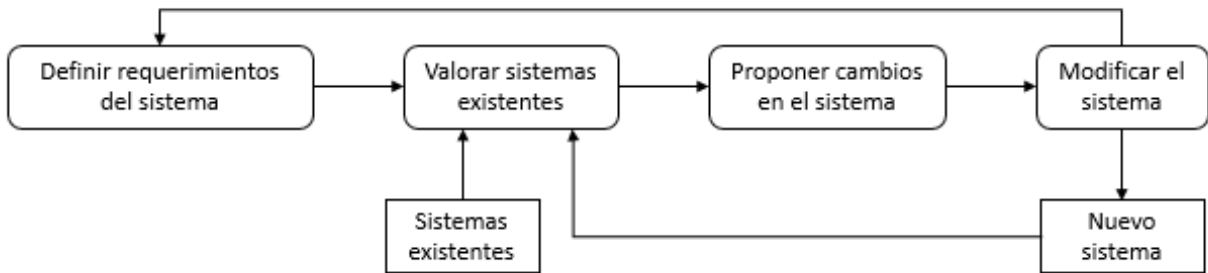 Definir requerimientos
del sistema
Valorar sistemas
existentes
Proponer cambios
en el sistema
Modificar el
sistema
Sistemas
existentes
Nuevo
sistema